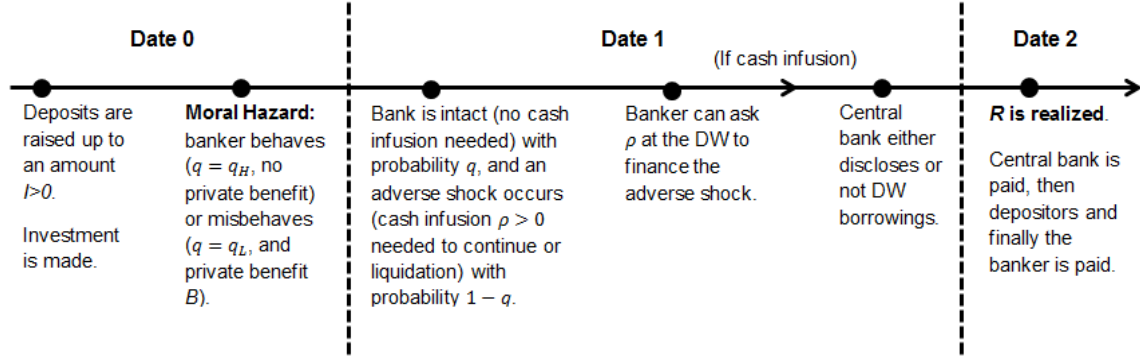 Date 0
Date 1
Date 2
(If cash infusion)
Deposits are
raised up to
an amount
I>0.
Investment
is made.
Moral Hazard:
banker behaves
(q = q_H, no
private benefit)
or misbehaves
(q = q_L, and
private benefit
B).
Bank is intact (no cash
infusion needed) with
probability q, and an
adverse shock occurs
(cash infusion ρ > 0
needed to continue or
liquidation) with
probability 1 − q.
Banker can ask
ρ at the DW to
finance the
adverse shock.
Central
bank either
discloses or
not DW
borrowings.
R is realized.
Central bank is
paid, then
depositors and
finally the
banker is paid.